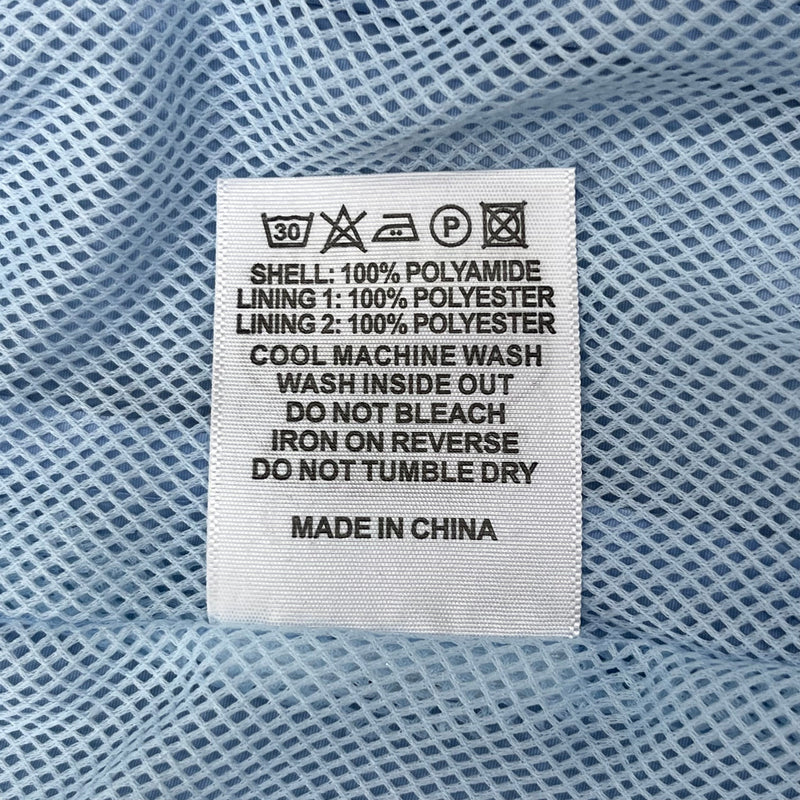 30 P
SHELL: 100% POLYAMIDE
LINING 1: 100% POLYESTER
LINING 2: 100% POLYESTER
COOL MACHINE WASH
WASH INSIDE OUT
DO NOT BLEACH
IRON ON REVERSE
DO NOT TUMBLE DRY
MADE IN CHINA